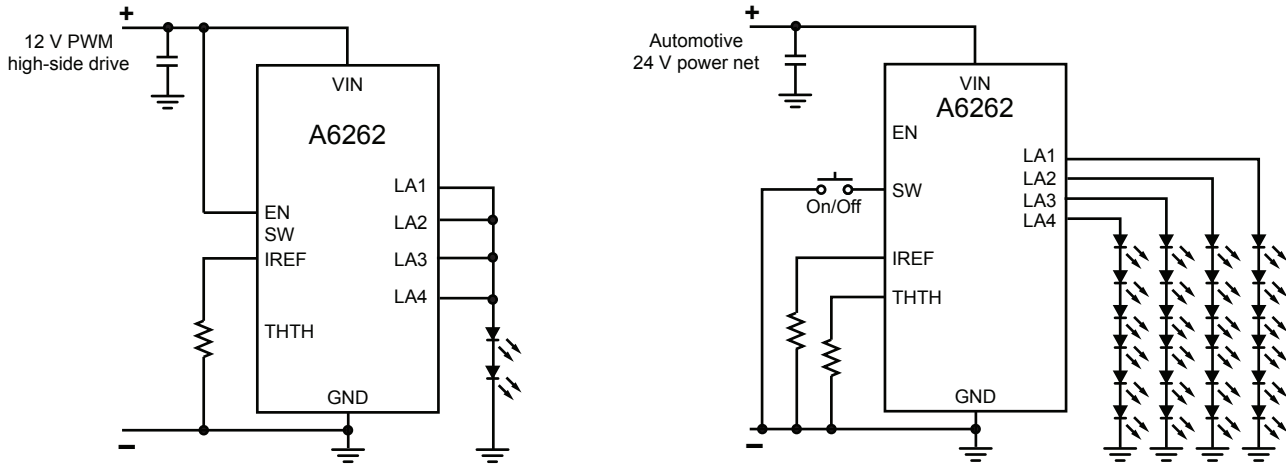 +
12 V PWM
high-side drive
VIN
A6262
LA1
LA2
EN
SW
LA3
IREF
LA4
THTH
GND
–
+
Automotive
24 V power net
VIN
A6262
EN
LA1
LA2
SW
LA3
On/Off
LA4
IREF
THTH
GND
–